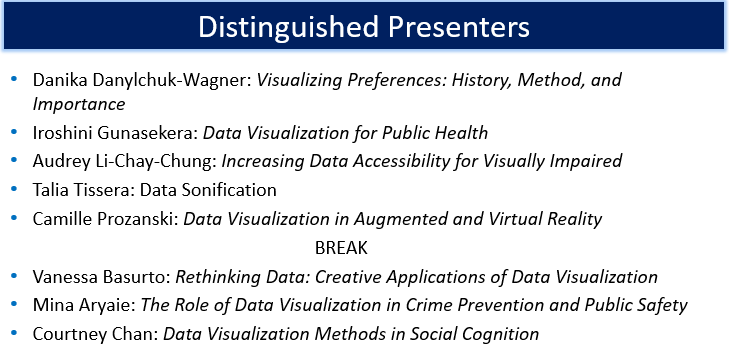 Distinguished Presenters
• Danika Danylchuk-Wagner: Visualizing Preferences: History, Method, and
Importance
• Iroshini Gunasekera: Data Visualization for Public Health
• Audrey Li-Chay-Chung: Increasing Data Accessibility for Visually Impaired
• Talia Tissera: Data Sonification
• Camille Prozanski: Data Visualization in Augmented and Virtual Reality
BREAK
• Vanessa Basurto: Rethinking Data: Creative Applications of Data Visualization
• Mina Aryaie: The Role of Data Visualization in Crime Prevention and Public Safety
• Courtney Chan: Data Visualization Methods in Social Cognition